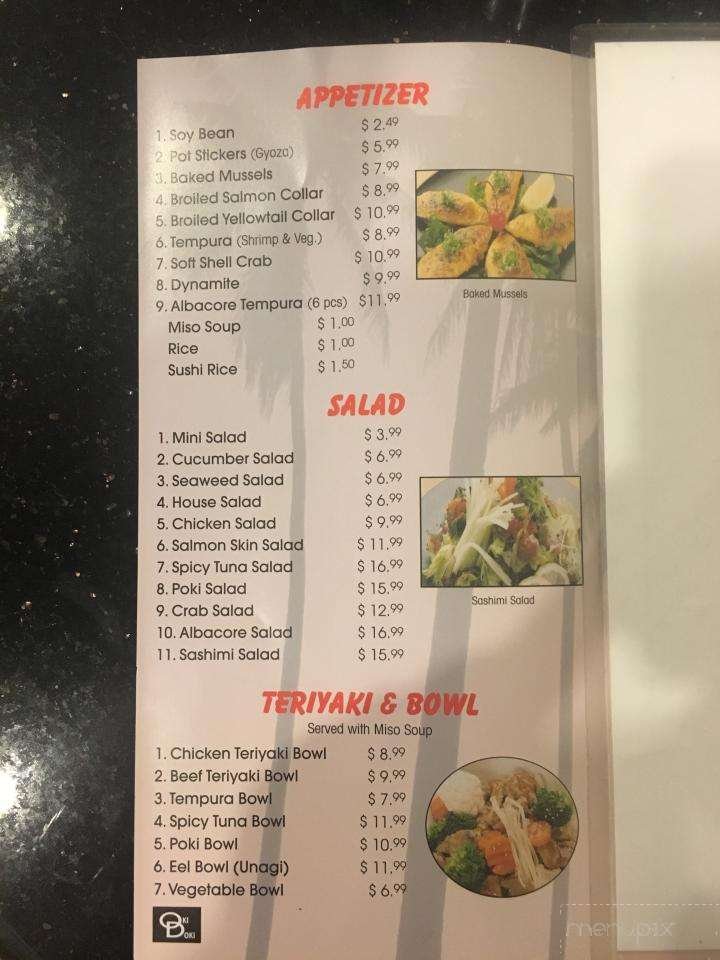 APPETIZER
1. Soy Bean $ 2.49
2. Pot Stickers (Gyoza) $ 5.99
3. Baked Mussels $ 7.99
4. Broiled Salmon Collar $ 8.99
5. Broiled Yellowtail Collar $ 10.99
6. Tempura (Shrimp & Veg.) $ 8.99
7. Soft Shell Crab $ 10.99
8. Dynamite $ 9.99
9. Albacore Tempura (6 pcs) $11.99
Miso Soup $ 1.00
Rice $ 1.00
Sushi Rice $ 1.50
Baked Mussels
SALAD
1. Mini Salad $ 3.99
2. Cucumber Salad $ 6.99
3. Seaweed Salad $ 6.99
4. House Salad $ 6.99
5. Chicken Salad $ 9.99
6. Salmon Skin Salad $ 11.99
7. Spicy Tuna Salad $ 16.99
8. Poki Salad $ 15.99
9. Crab Salad $ 12.99
10. Albacore Salad $ 16.99
11. Sashimi Salad $ 15.99
Sashimi Salad
TERIYAKI & BOWL
Served with Miso Soup
1. Chicken Teriyaki Bowl $ 8.99
2. Beef Teriyaki Bowl $ 9.99
3. Tempura Bowl $ 7.99
4. Spicy Tuna Bowl $ 11.99
5. Poki Bowl $ 10.99
6. Eel Bowl (Unagi) $ 11.99
7. Vegetable Bowl $ 6.99
OKI
DOKI
menupix